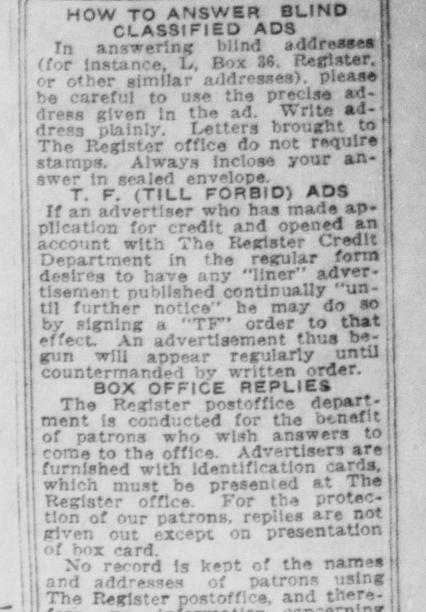 HOW TO ANSWER BLIND
CLASSIFIED ADS
In answering blind addresses
(for instance, L, Box 36, Register,
or other similar addresses), please
be careful to use the precise ad-
dress given in the ad. Write ad-
dress plainly. Letters brought to
The Register office do not require
stamps. Always inclose your an-
swer in sealed envelope.
T. F. (TILL FORBID) ADS
If an advertiser who has made ap-
plication for credit and opened an
account with The Register Credit
Department in the regular form
desires to have any "liner" adver-
tisement published continually "un-
til further notice" he may do so
by signing a "TF" order to that
effect. An advertisement thus be-
gun will appear regularly until
countermanded by written order.
BOX OFFICE REPLIES
The Register postoffice depart-
ment is conducted for the benefit
of patrons who wish answers to
come to the office. Advertisers are
furnished with identification cards,
which must be presented at The
Register office. For the protec-
tion of our patrons, replies are not
given out except on presentation
of box card.
No record is kept of the names
and addresses of patrons using
The Register postoffice, and there-